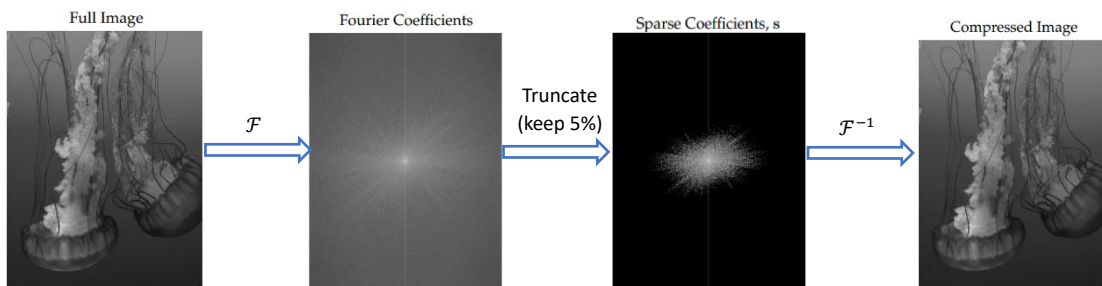 Full Image
Fourier Coefficients
Sparse Coefficients, s
Compressed Image
ℱ
Truncate
(keep 5%)
ℱ⁻¹